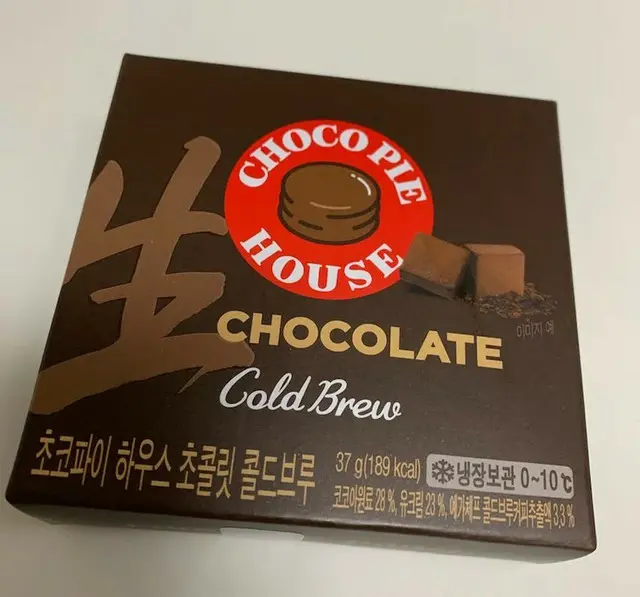 CHOCO PIE
HOUSE
生
CHOCOLATE
이미지 예
Cold Brew
초코파이 하우스 초콜릿 콜드브루
37 g(189 kcal)
냉장보관 0~10℃
코코아원료 28 %, 유크림 23 %, 예가체프 콜드브루커피추출액 3.3 %